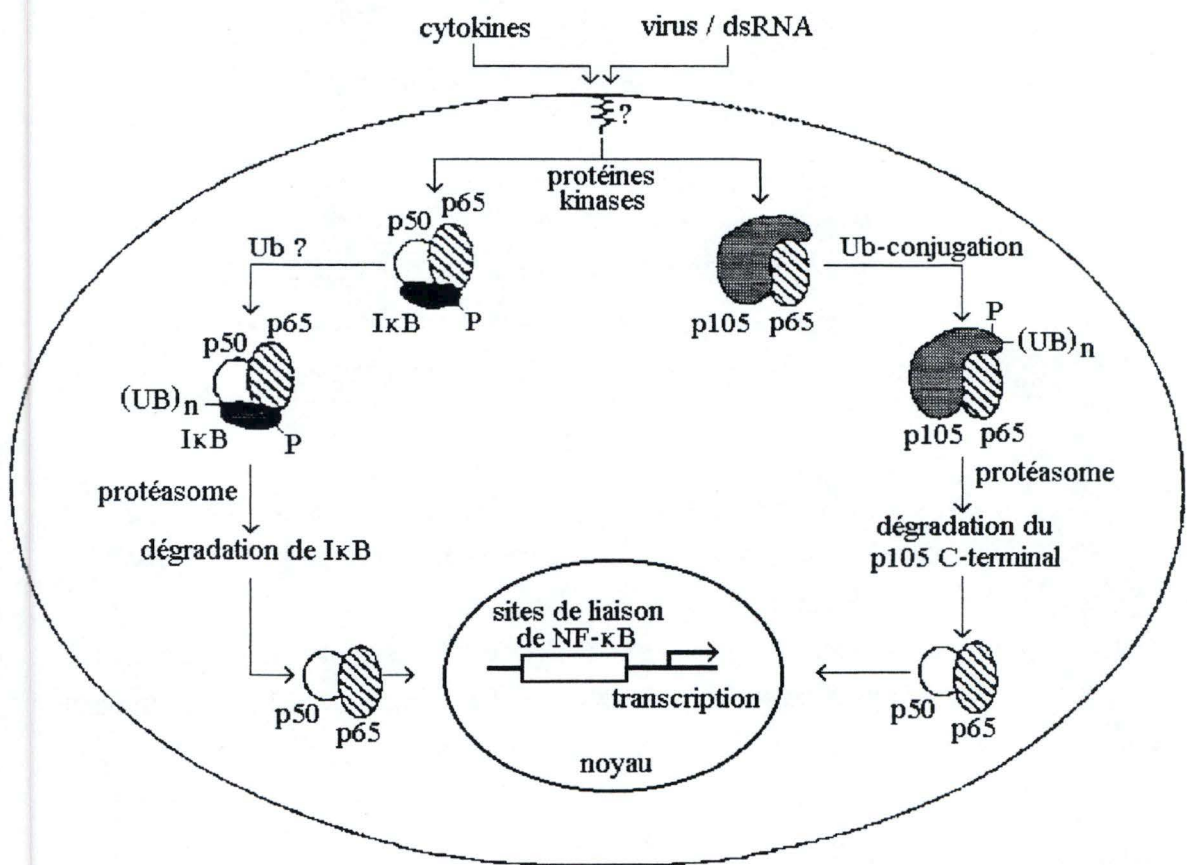 cytokines
virus / dsRNA
?
protéines
kinases
p50
p65
IκB
P
Ub ?
p50
p65
(UB)n
IκB
P
protéasome
dégradation de IκB
p50
p65
p105
p65
Ub-conjugation
P
(UB)n
p105
p65
protéasome
dégradation du
p105 C-terminal
p50
p65
sites de liaison
de NF-κB
transcription
noyau